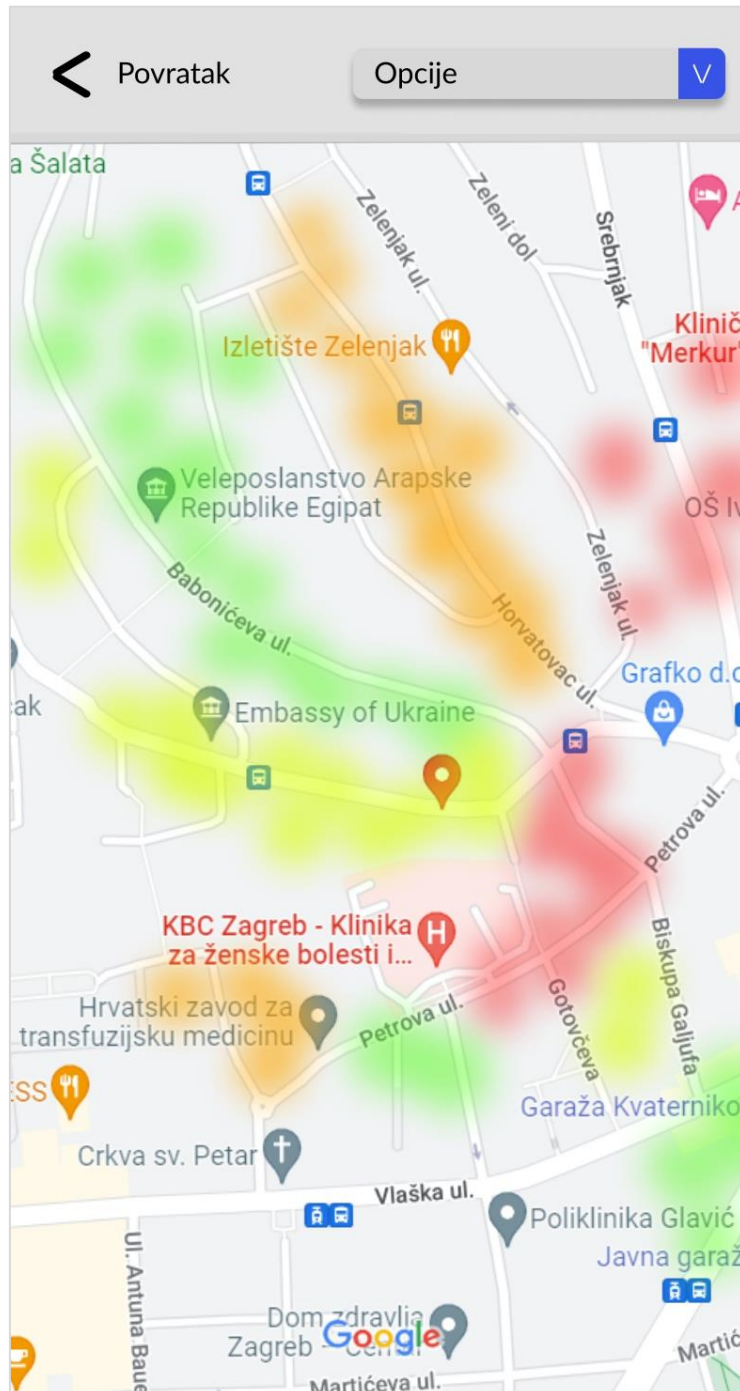 Povratak
Opcije
a Šalata
Zelenjak ul.
Zeleni dol
Srebrnjak
A
Klinič
"Merkur"
Izletište Zelenjak
Veleposlanstvo Arapske
Republike Egipat
OŠ Iv
Zelenjak ul.
Babonićeva ul.
Horvatovac ul.
Grafko d.o
čak
Embassy of Ukraine
Petrova ul.
KBC Zagreb - Klinika
za ženske bolesti i...
H
Biskupa Galjufa
Gotovčeva
Hrvatski zavod za
transfuzijsku medicinu
Petrova ul.
ESS
Garaža Kvaterniko
Crkva sv. Petar
Vlaška ul.
Poliklinika Glavić
Javna garaž
Ul. Antuna Baue
Dom zdravlja
Zagreb - Centar
Google
Martićeva ul.
Martić